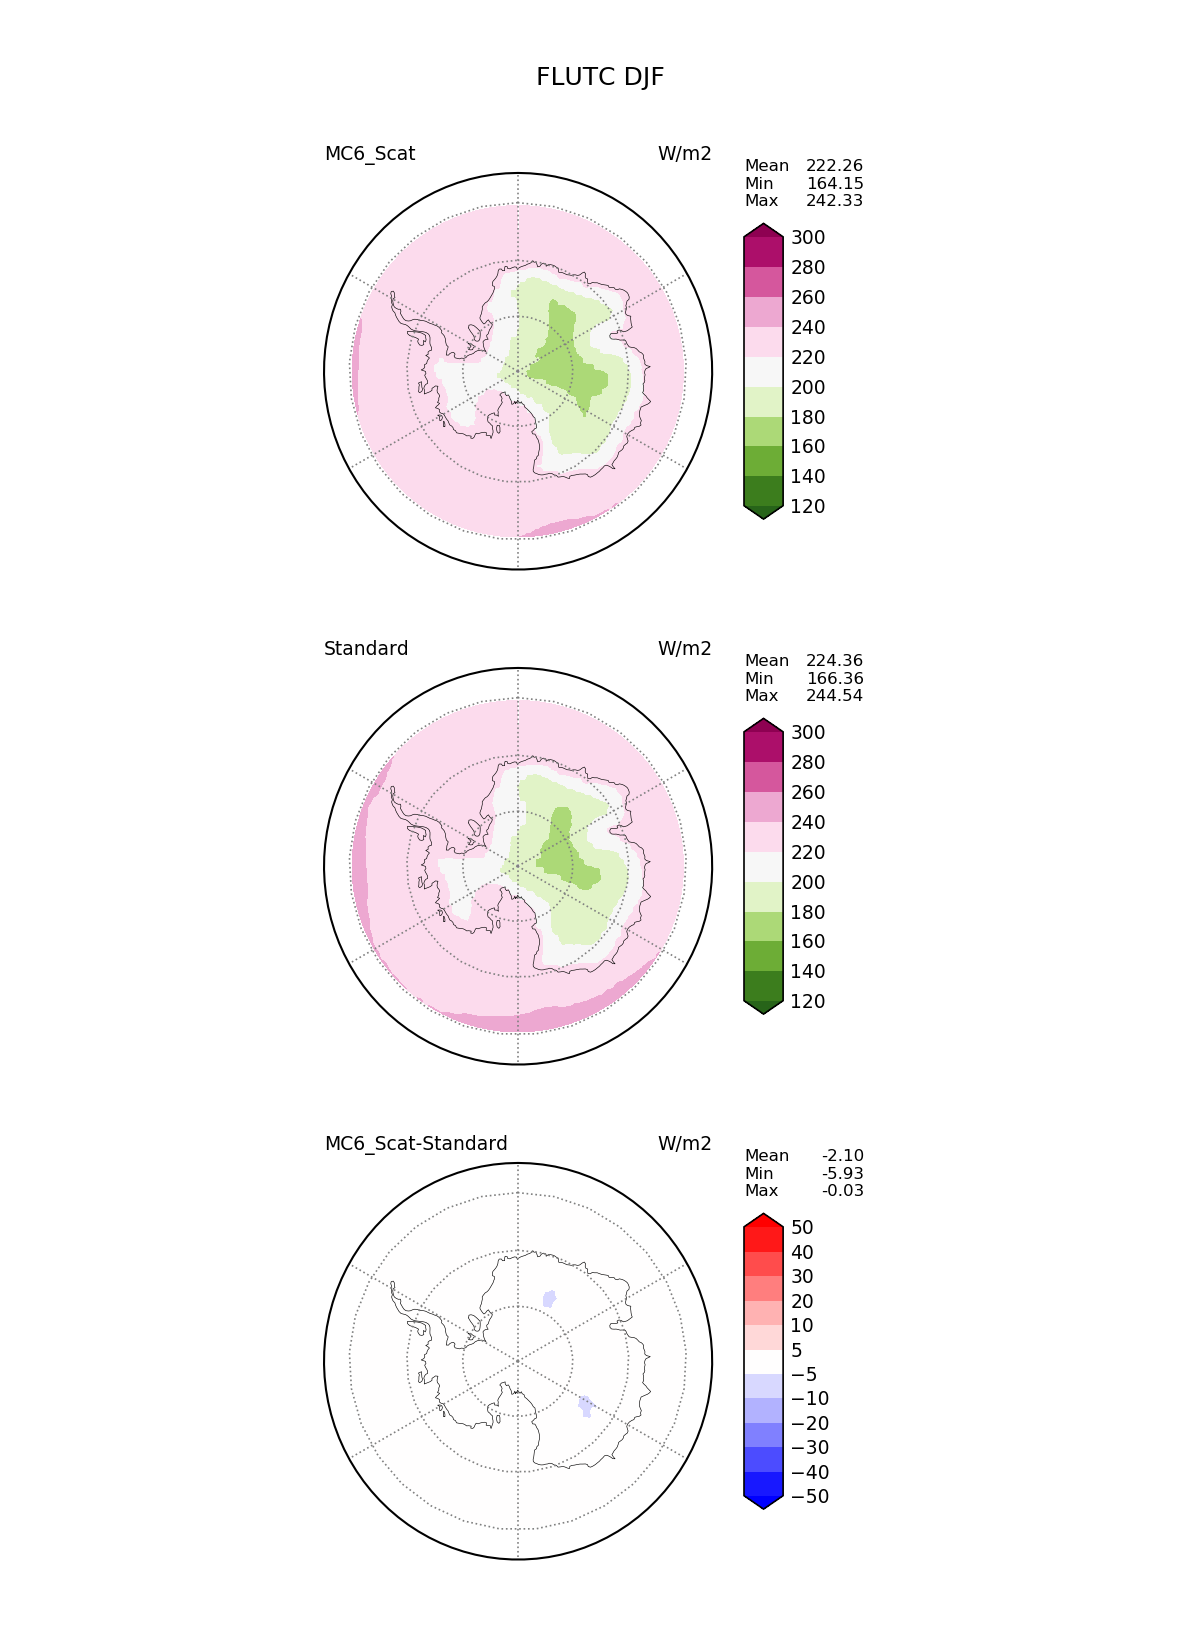 FLUTC DJF
MC6_Scat W/m2
Mean 222.26
Min 164.15
Max 242.33
300
280
260
240
220
200
180
160
140
120
Standard W/m2
Mean 224.36
Min 166.36
Max 244.54
300
280
260
240
220
200
180
160
140
120
MC6_Scat-Standard W/m2
Mean -2.10
Min -5.93
Max -0.03
50
40
30
20
10
5
−5
−10
−20
−30
−40
−50